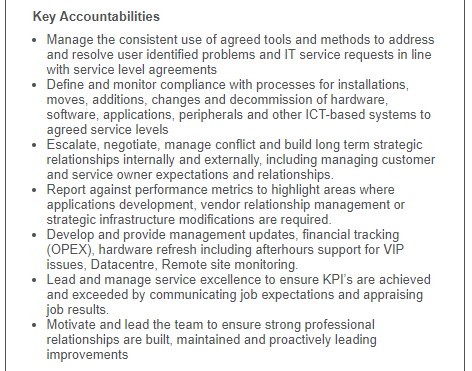 Key Accountabilities
• Manage the consistent use of agreed tools and methods to address
and resolve user identified problems and IT service requests in line
with service level agreements
• Define and monitor compliance with processes for installations,
moves, additions, changes and decommission of hardware,
software, applications, peripherals and other ICT-based systems to
agreed service levels
• Escalate, negotiate, manage conflict and build long term strategic
relationships internally and externally, including managing customer
and service owner expectations and relationships.
• Report against performance metrics to highlight areas where
applications development, vendor relationship management or
strategic infrastructure modifications are required.
• Develop and provide management updates, financial tracking
(OPEX), hardware refresh including afterhours support for VIP
issues, Datacentre, Remote site monitoring.
• Lead and manage service excellence to ensure KPI's are achieved
and exceeded by communicating job expectations and appraising
job results.
• Motivate and lead the team to ensure strong professional
relationships are built, maintained and proactively leading
improvements